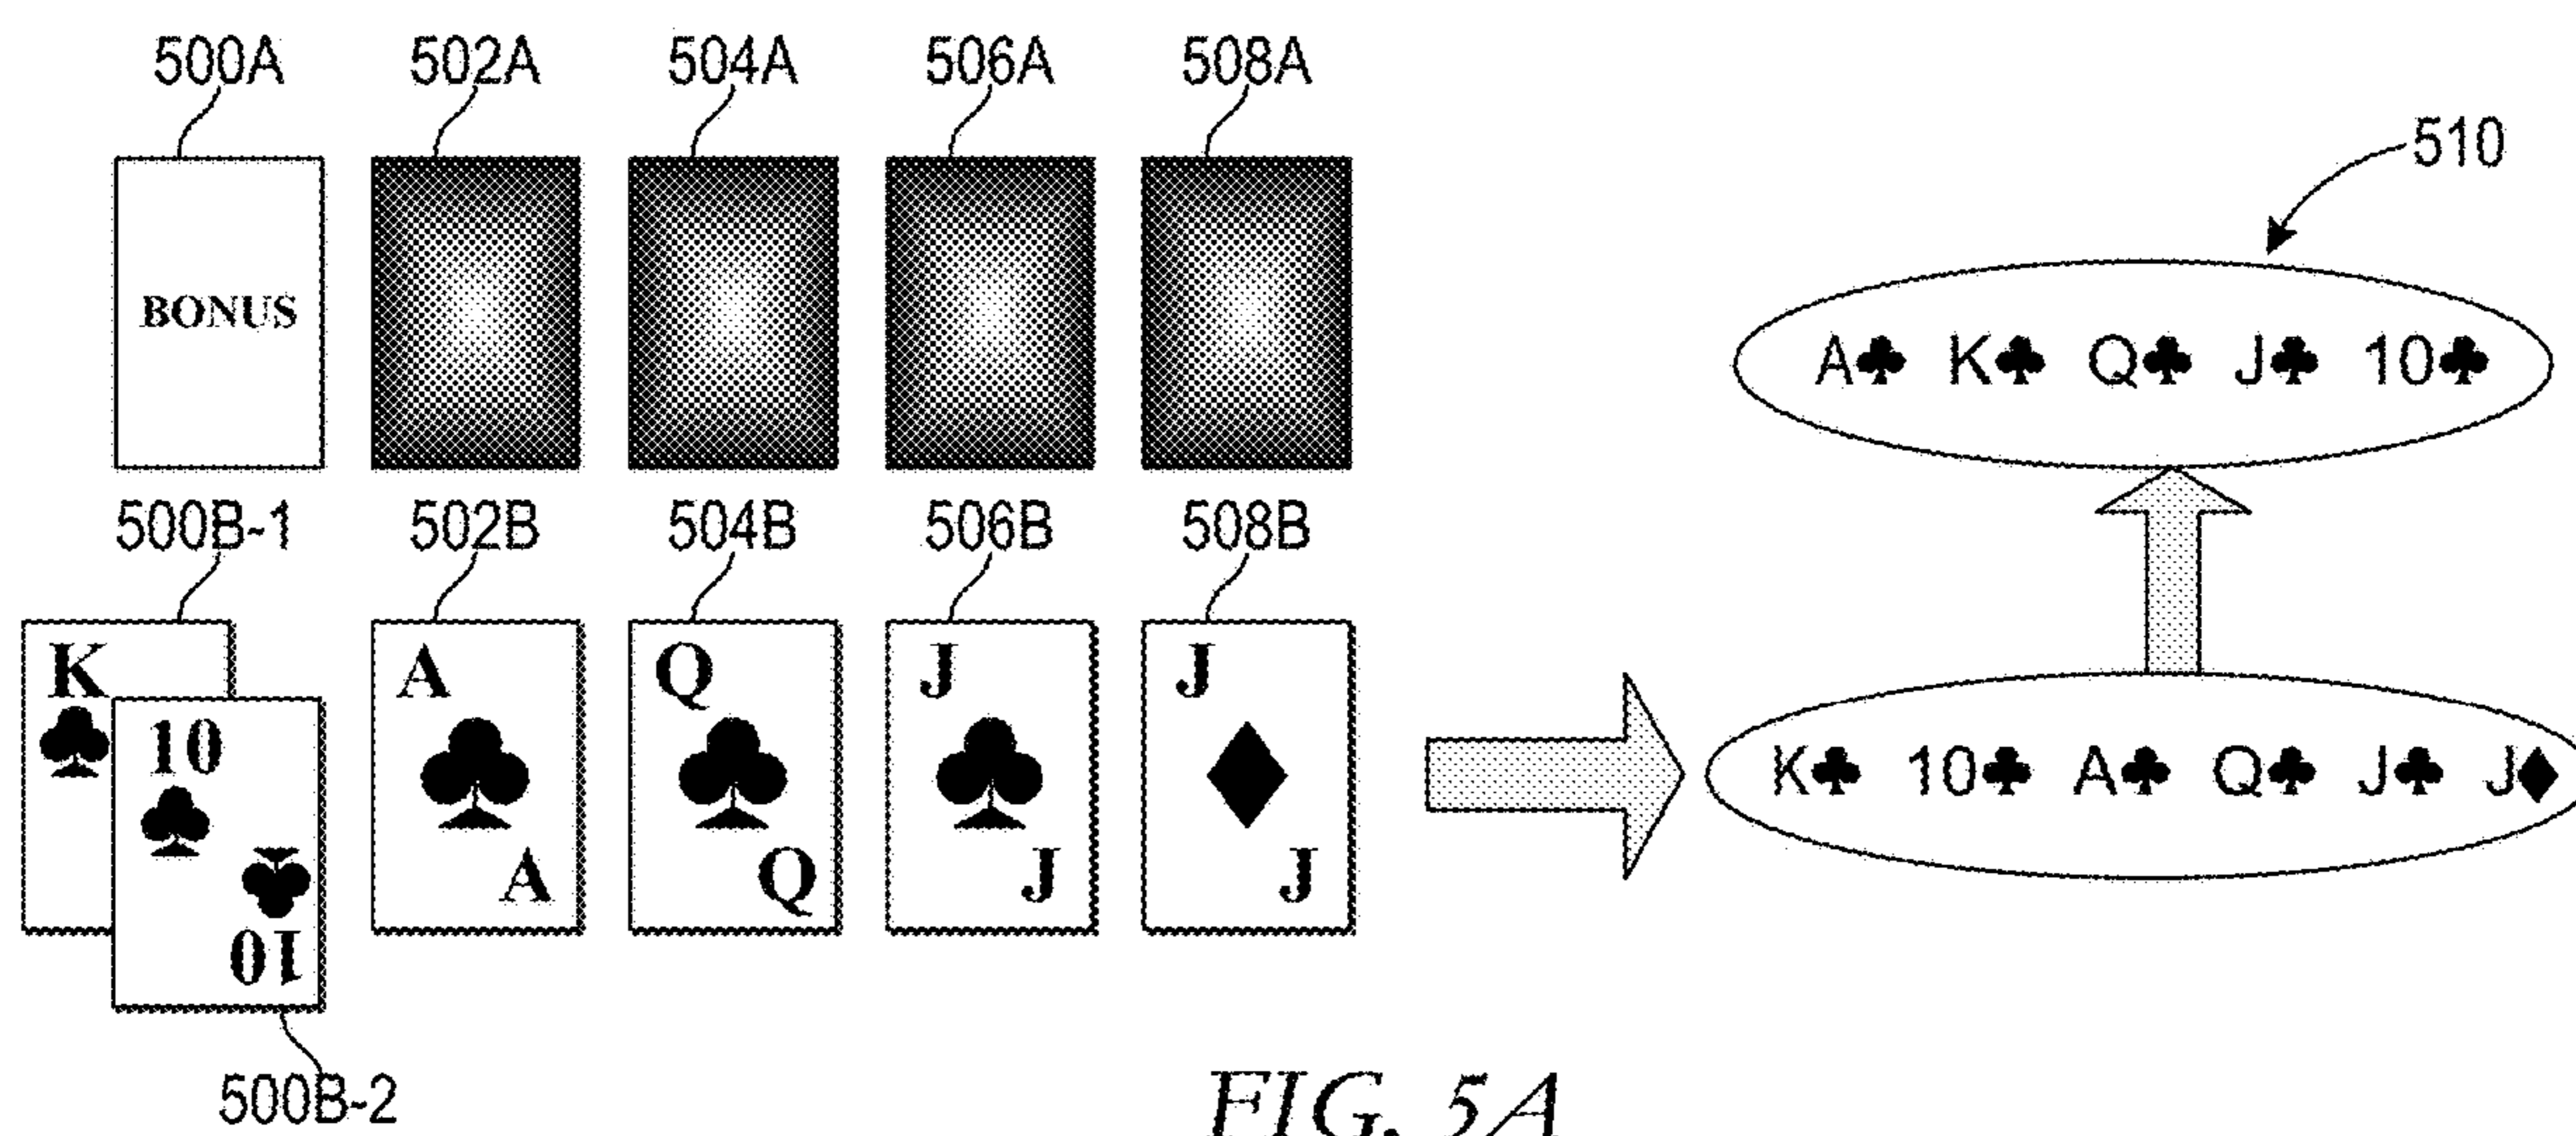 500A 502A 504A 506A 508A
510
BONUS
A♣ K♣ Q♣ J♣ 10♣
500B-1 502B 504B 506B 508B
K♣ A♣ Q♣ J♣ J♦
10♣
K♣ 10♣ A♣ Q♣ J♣ J♦
A Q J J
♣10
500B-2
FIG. 5A